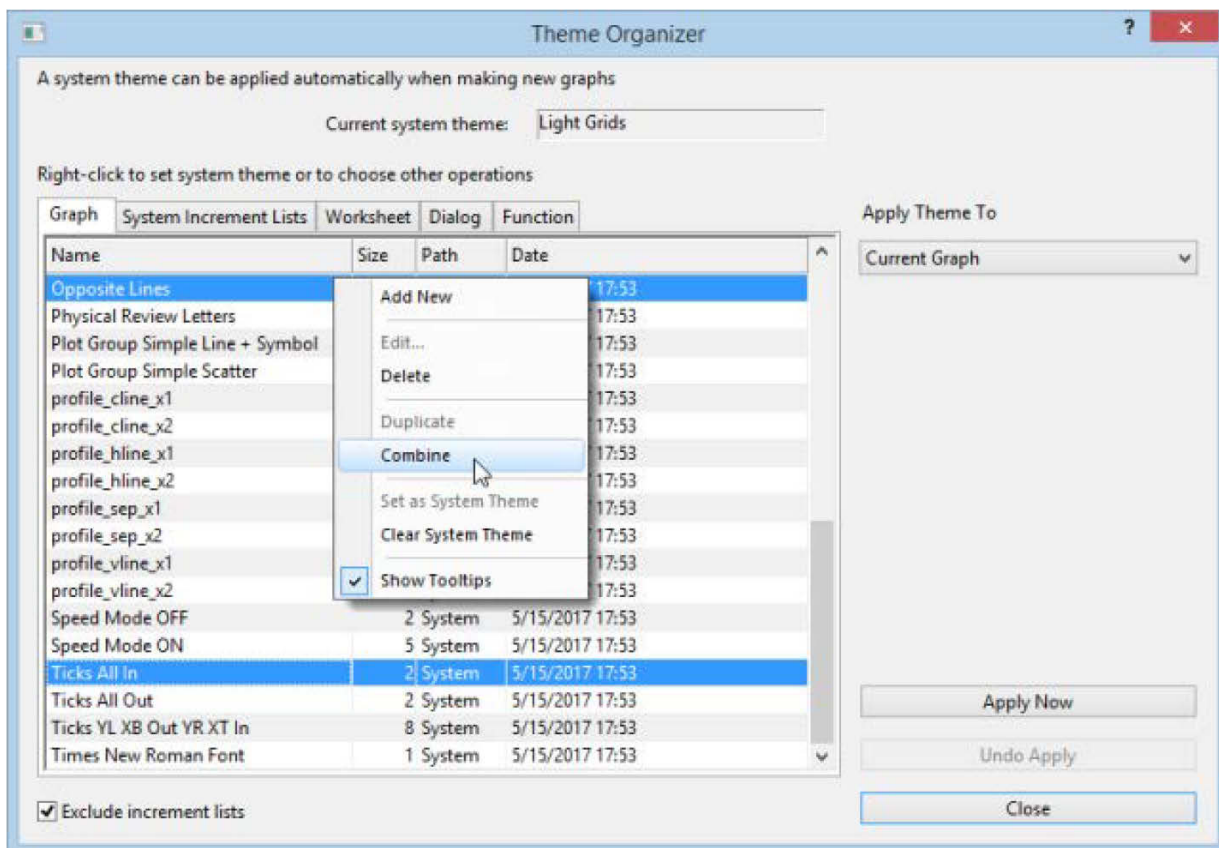 Theme Organizer
?
A system theme can be applied automatically when making new graphs
Current system theme: Light Grids
Right-click to set system theme or to choose other operations
Graph System Increment Lists Worksheet Dialog Function
Apply Theme To
Current Graph
Name Size Path Date
Opposite Lines 17:53
Physical Review Letters 17:53
Plot Group Simple Line + Symbol 17:53
Plot Group Simple Scatter 17:53
profile_cline_x1 17:53
profile_cline_x2 17:53
profile_hline_x1 17:53
profile_hline_x2 17:53
profile_sep_x1 17:53
profile_sep_x2 17:53
profile_vline_x1 17:53
profile_vline_x2 17:53
Speed Mode OFF 2 System 5/15/2017 17:53
Speed Mode ON 5 System 5/15/2017 17:53
Ticks All In 2 System 5/15/2017 17:53
Ticks All Out 2 System 5/15/2017 17:53
Ticks YL XB Out YR XT In 8 System 5/15/2017 17:53
Times New Roman Font 1 System 5/15/2017 17:53
Add New
Edit...
Delete
Duplicate
Combine
Set as System Theme
Clear System Theme
Show Tooltips
Apply Now
Undo Apply
Close
Exclude increment lists